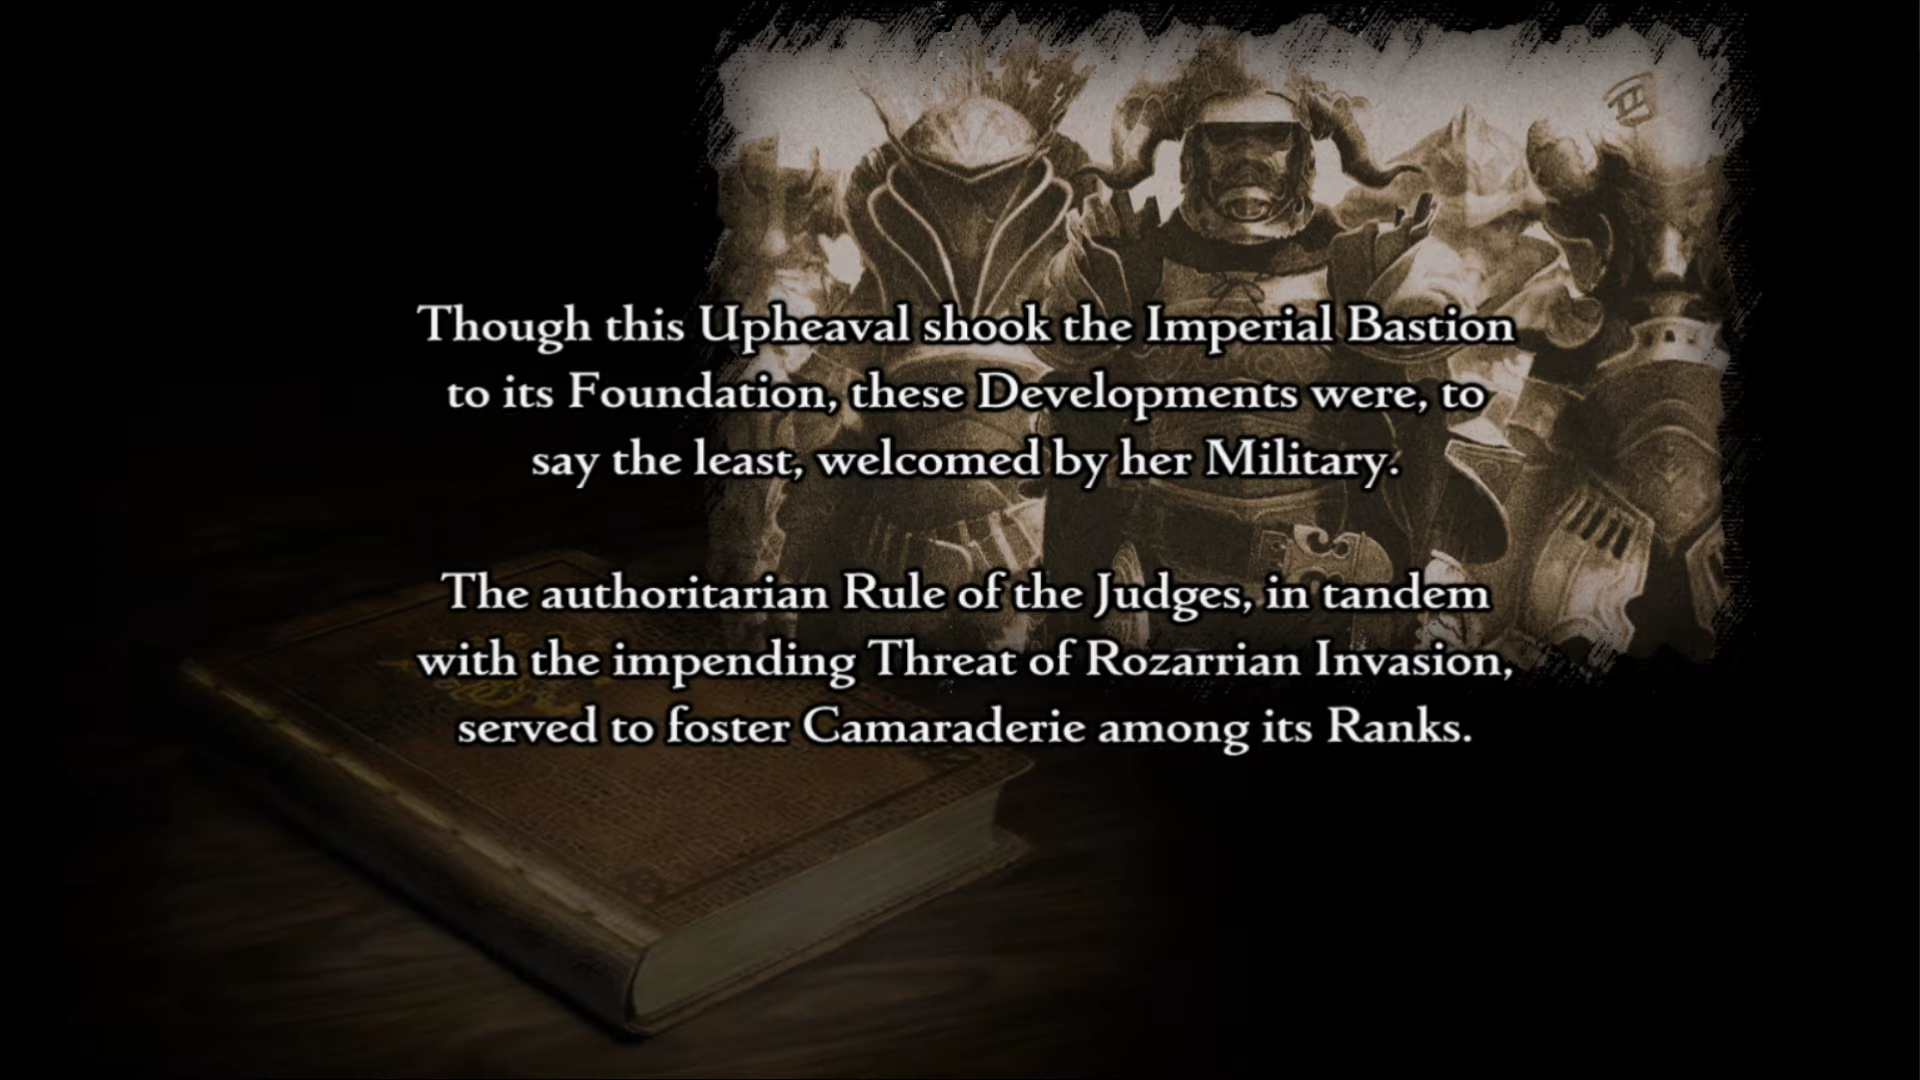 Though this Upheaval shook the Imperial Bastion
to its Foundation, these Developments were, to
say the least, welcomed by her Military.
The authoritarian Rule of the Judges, in tandem
with the impending Threat of Rozarrian Invasion,
served to foster Camaraderie among its Ranks.